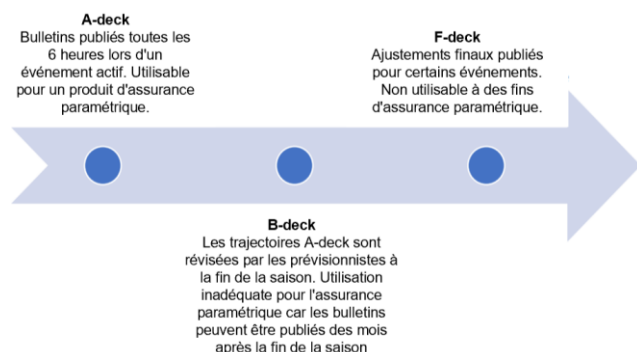 A-deck
Bulletins publiés toutes les
6 heures lors d'un
événement actif. Utilisable
pour un produit d'assurance
paramétrique.
F-deck
Ajustements finaux publiés
pour certains événements.
Non utilisable à des fins
d'assurance paramétrique.
B-deck
Les trajectoires A-deck sont
révisées par les prévisionnistes à
la fin de la saison. Utilisation
inadéquate pour l'assurance
paramétrique car les bulletins
peuvent être publiés des mois
après la fin de la saison